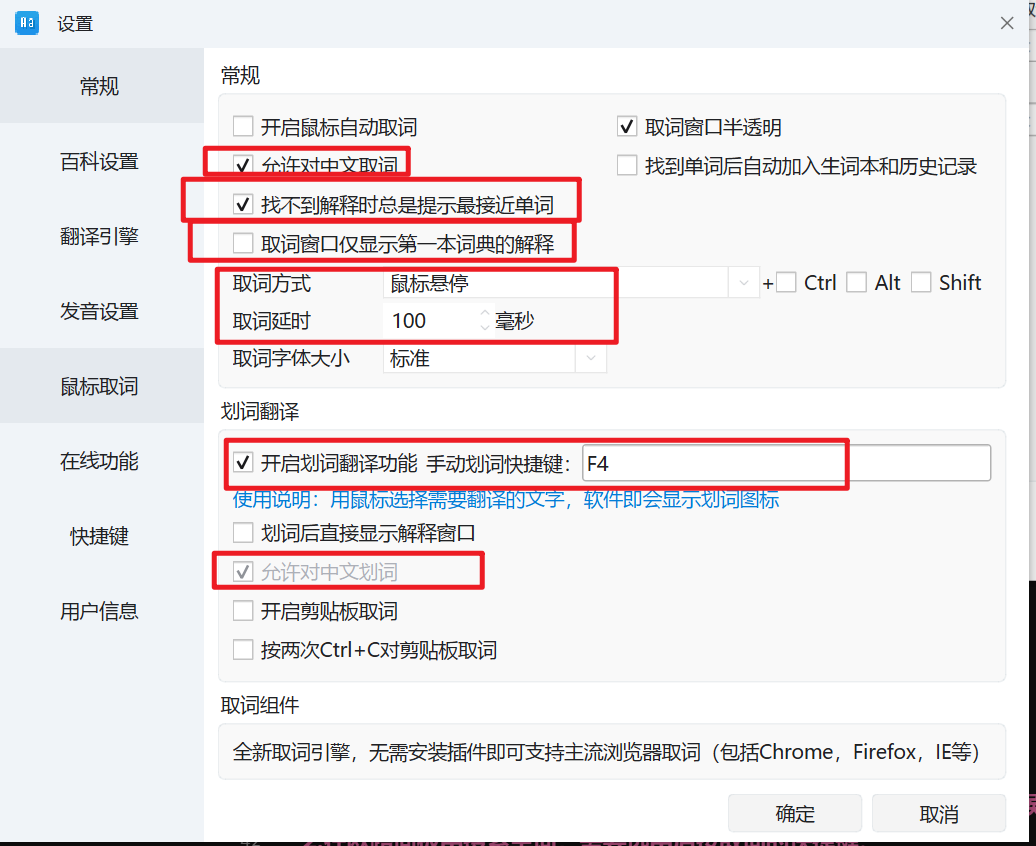 设置
常规
百科设置
翻译引擎
发音设置
鼠标取词
在线功能
快捷键
用户信息
常规
开启鼠标自动取词
取词窗口半透明
允许对中文取词
找到单词后自动加入生词本和历史记录
找不到解释时总是提示最接近单词
取词窗口仅显示第一本词典的解释
取词方式 鼠标悬停 + Ctrl Alt Shift
取词延时 100 毫秒
取词字体大小 标准
划词翻译
开启划词翻译功能 手动划词快捷键： F4
使用说明：用鼠标选择需要翻译的文字，软件即会显示划词图标
划词后直接显示解释窗口
允许对中文划词
开启剪贴板取词
按两次Ctrl+C对剪贴板取词
取词组件
全新取词引擎，无需安装插件即可支持主流浏览器取词（包括Chrome，Firefox，IE等）
确定 取消